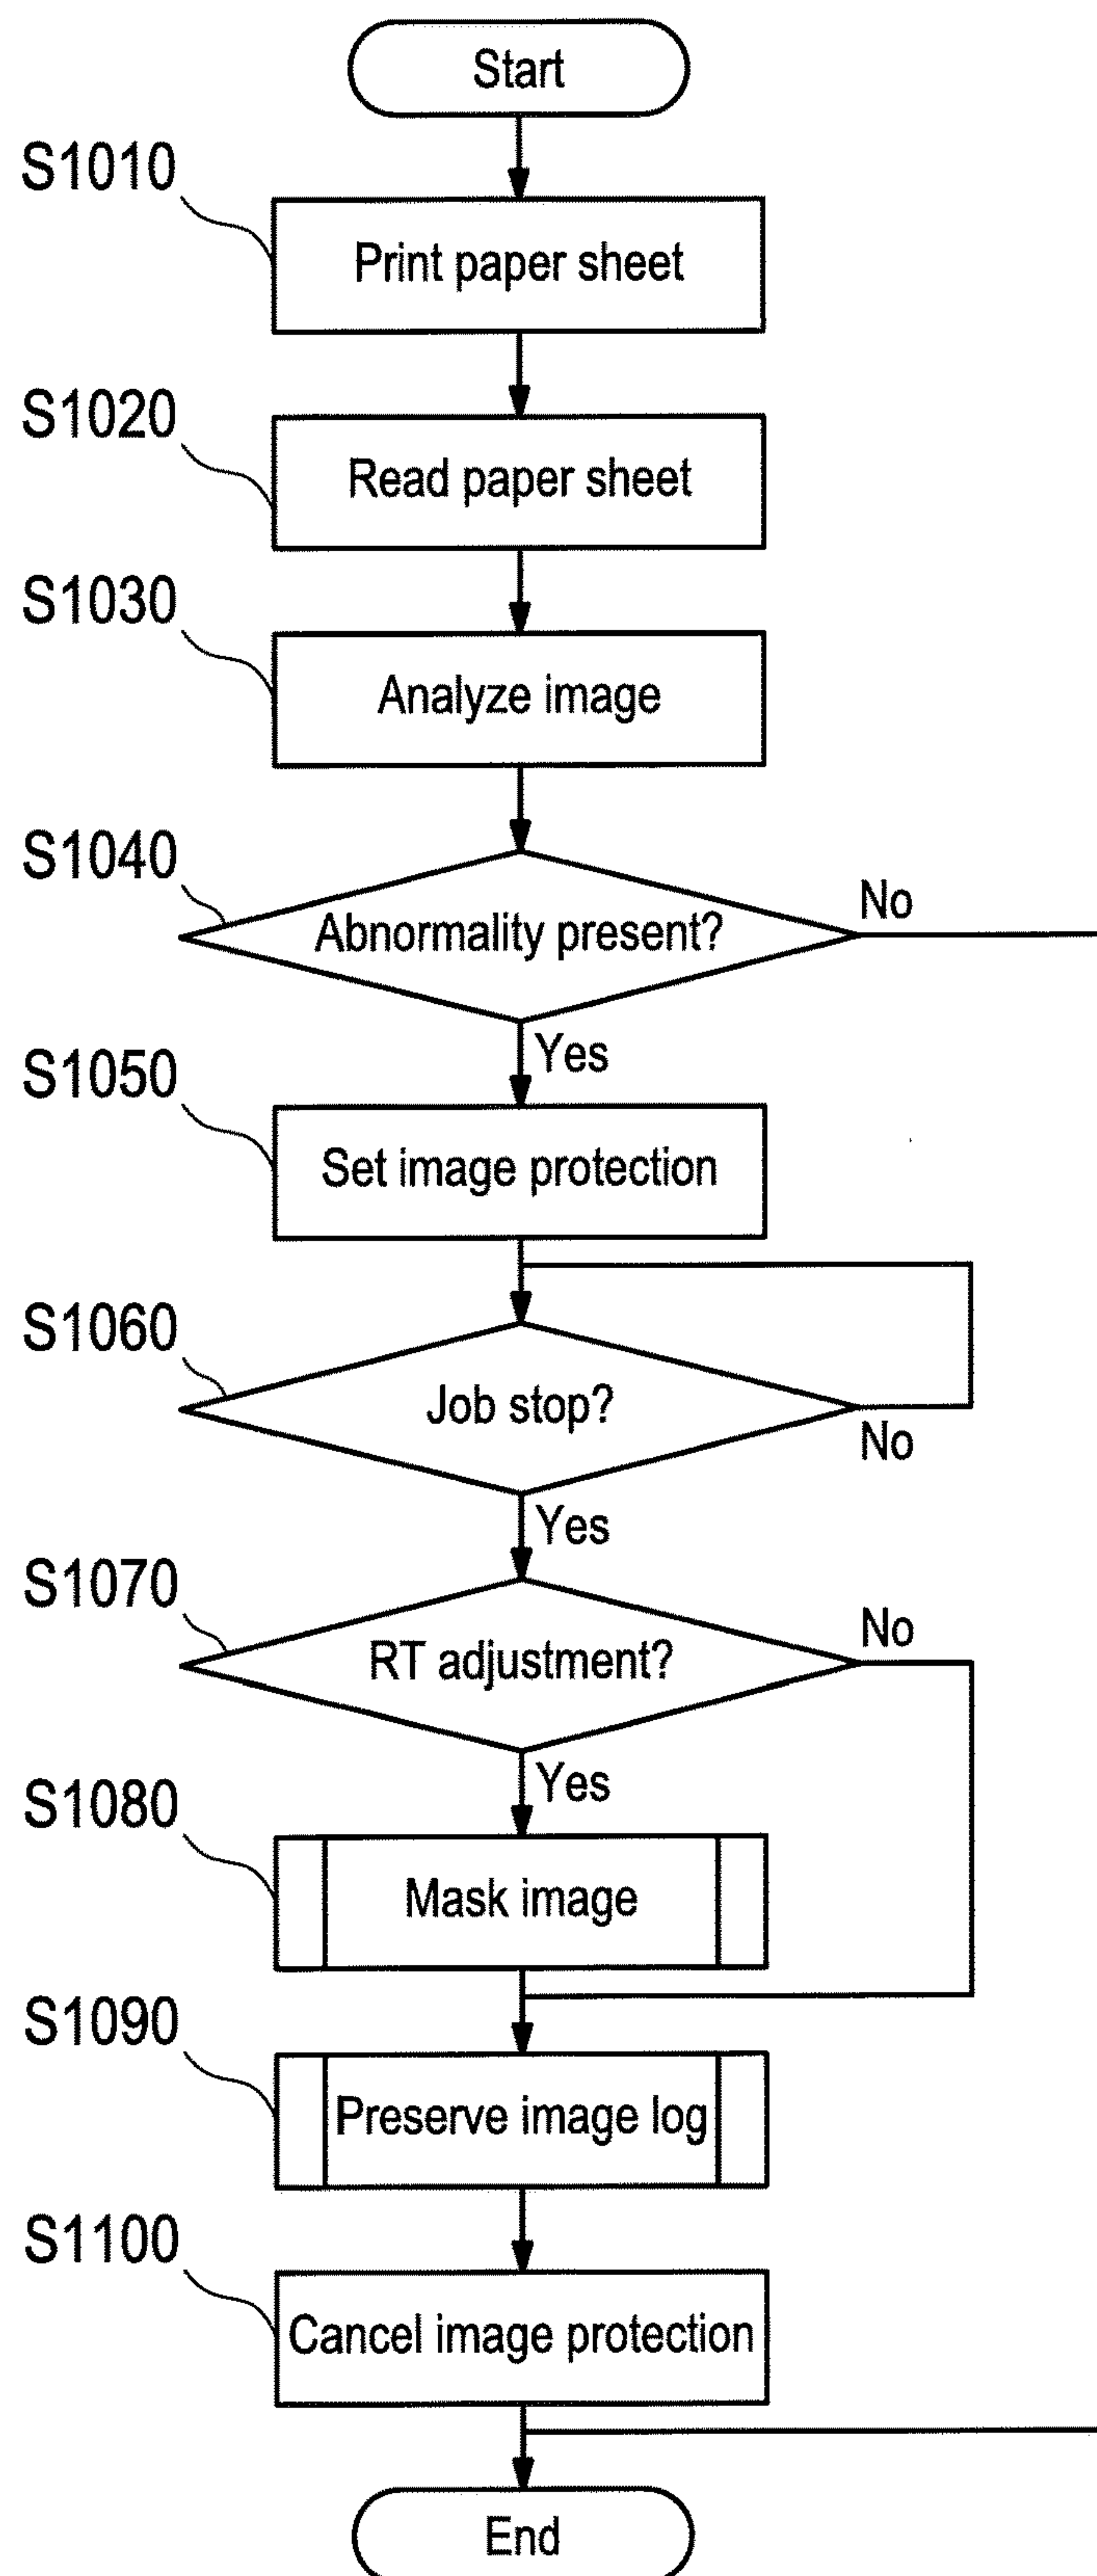 Start
S1010
Print paper sheet
S1020
Read paper sheet
S1030
Analyze image
S1040
Abnormality present?
No
Yes
S1050
Set image protection
S1060
Job stop?
No
Yes
S1070
RT adjustment?
No
Yes
S1080
Mask image
S1090
Preserve image log
S1100
Cancel image protection
End